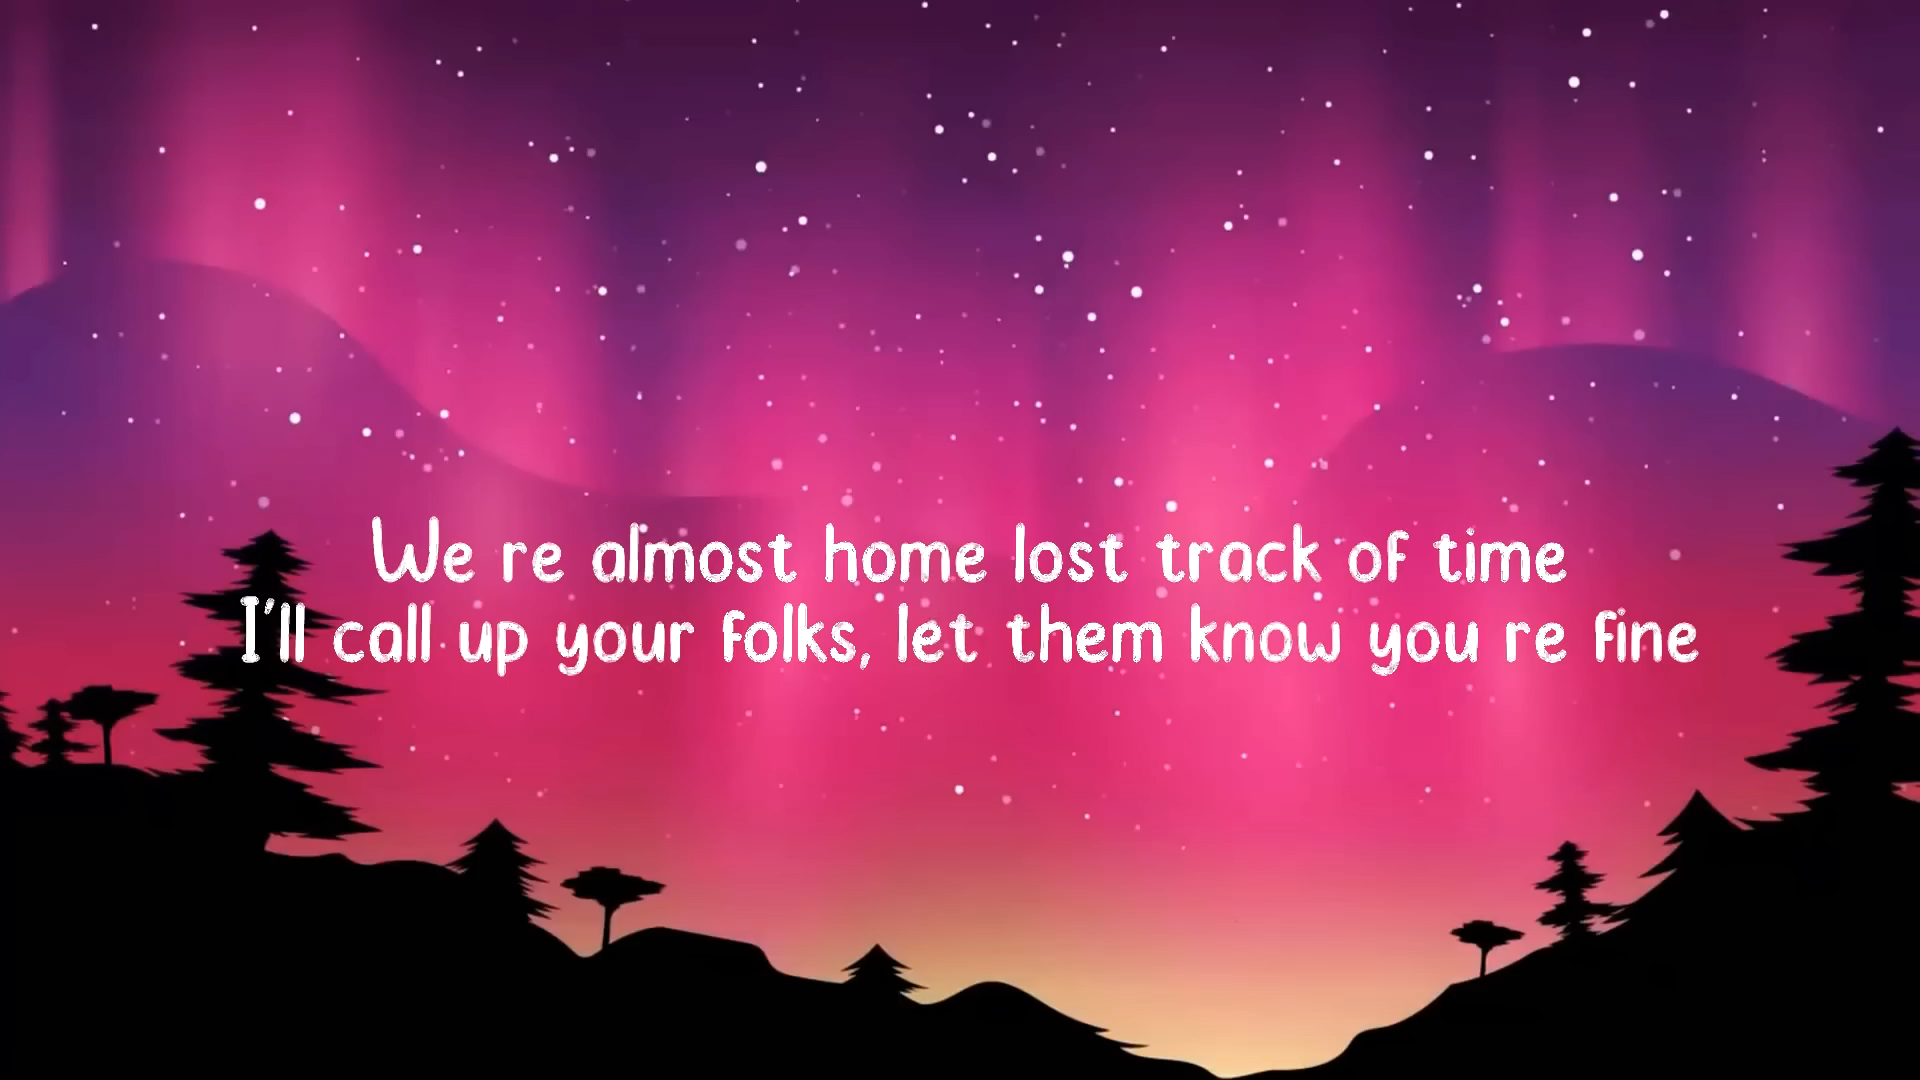 We re almost home lost track of time
I'll call up your folks, let them know you re fine